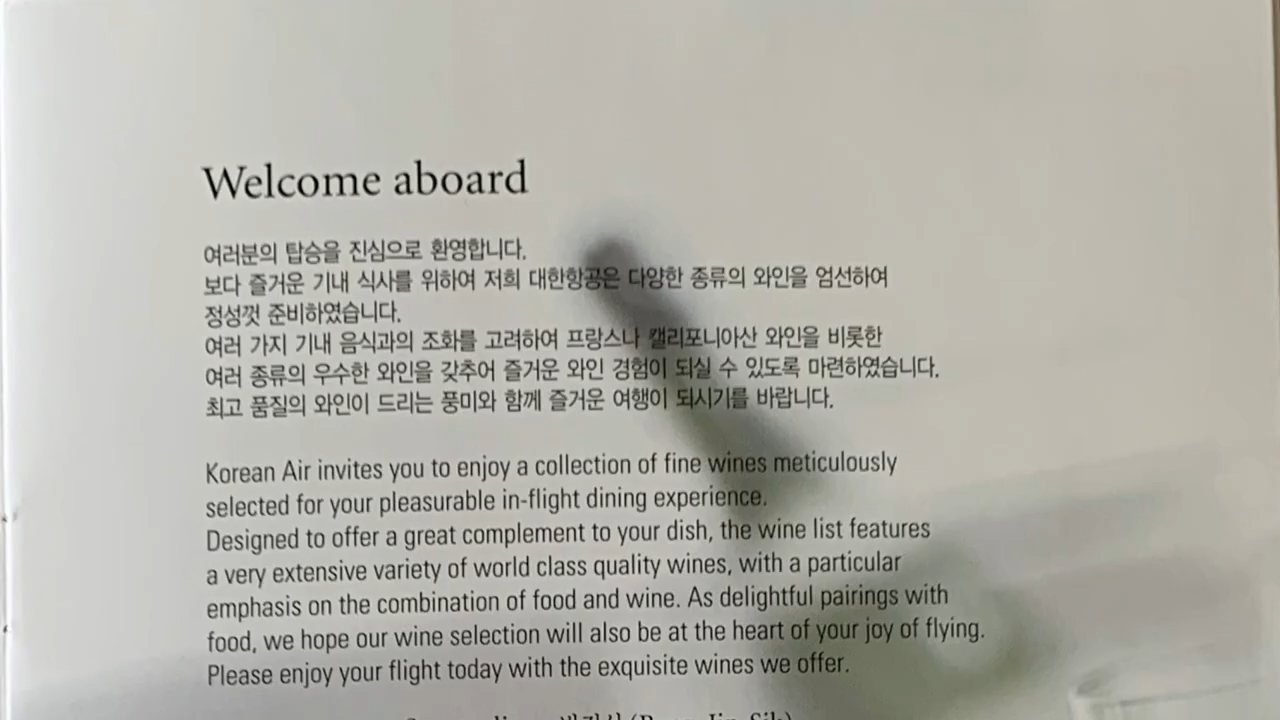 Welcome aboard
여러분의 탑승을 진심으로 환영합니다.
보다 즐거운 기내 식사를 위하여 저희 대한항공은 다양한 종류의 와인을 엄선하여
정성껏 준비하였습니다.
여러 가지 기내 음식과의 조화를 고려하여 프랑스나 캘리포니아산 와인을 비롯한
여러 종류의 우수한 와인을 갖추어 즐거운 와인 경험이 되실 수 있도록 마련하였습니다.
최고 품질의 와인이 드리는 풍미와 함께 즐거운 여행이 되시기를 바랍니다.
Korean Air invites you to enjoy a collection of fine wines meticulously
selected for your pleasurable in-flight dining experience.
Designed to offer a great complement to your dish, the wine list features
a very extensive variety of world class quality wines, with a particular
emphasis on the combination of food and wine. As delightful pairings with
food, we hope our wine selection will also be at the heart of your joy of flying.
Please enjoy your flight today with the exquisite wines we offer.